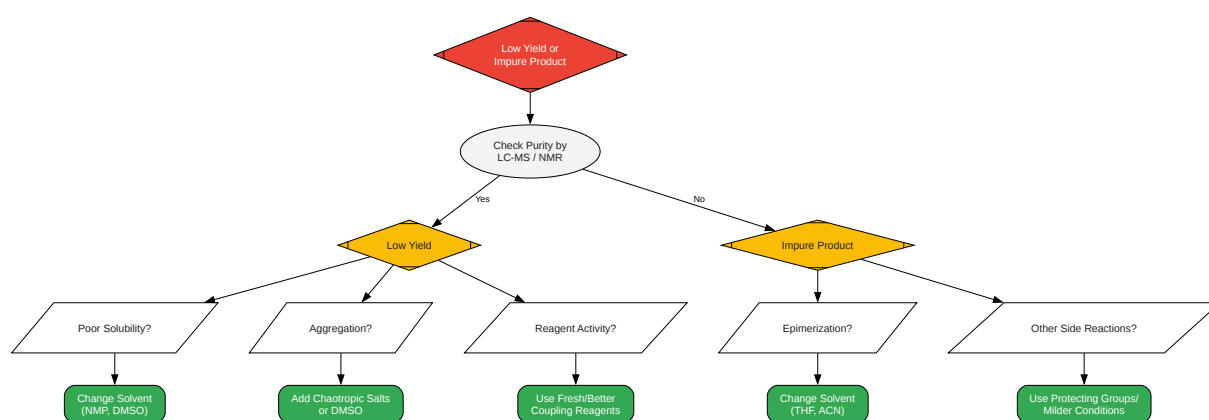 Low Yield or
Impure Product
Check Purity by
LC-MS / NMR
Yes
No
Low Yield
Impure Product
Poor Solubility?
Aggregation?
Reagent Activity?
Epimerization?
Other Side Reactions?
Change Solvent
(NMP, DMSO)
Add Chaotropic Salts
or DMSO
Use Fresh/Better
Coupling Reagents
Change Solvent
(THF, ACN)
Use Protecting Groups/
Milder Conditions